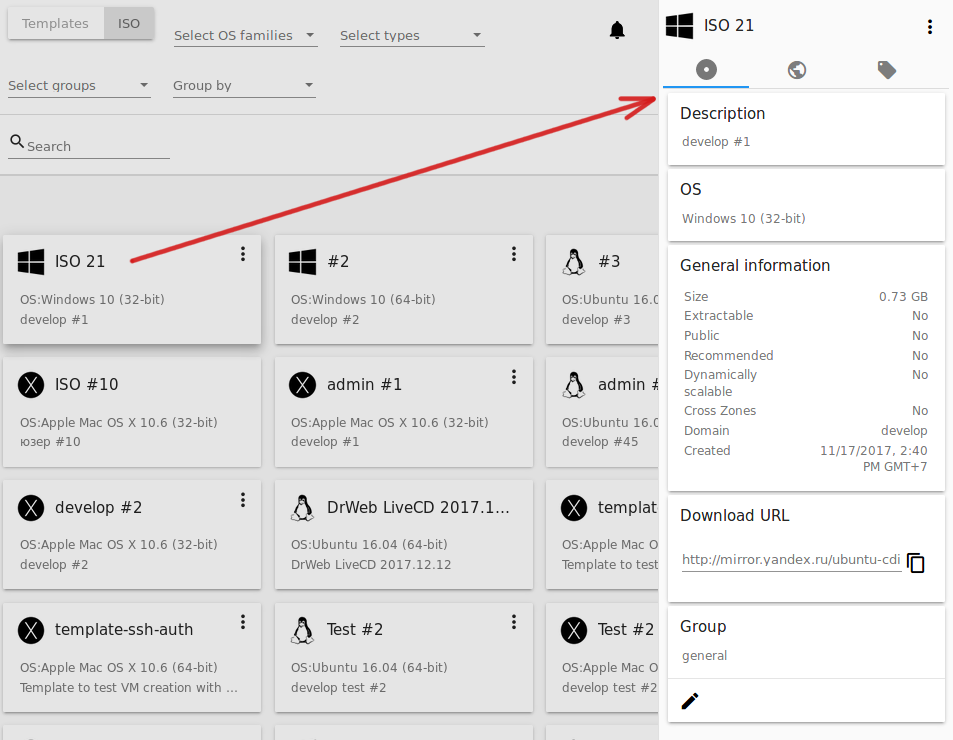 Templates
ISO
Select OS families
Select types
Select groups
Group by
Search
ISO 21
OS:Windows 10 (32-bit)
develop #1
#2
OS:Windows 10 (64-bit)
develop #2
#3
OS:Ubuntu 16.0
develop #3
ISO #10
OS:Apple Mac OS X 10.6 (32-bit)
юзер #10
admin #1
OS:Apple Mac OS X 10.6 (32-bit)
develop #1
admin #
OS:Ubuntu 16.0
develop #45
develop #2
OS:Apple Mac OS X 10.6 (32-bit)
develop #2
DrWeb LiveCD 2017.1...
OS:Ubuntu 16.04 (64-bit)
DrWeb LiveCD 2017.12.12
templat
OS:Apple Mac O
Template to test
template-ssh-auth
OS:Apple Mac OS X 10.6 (64-bit)
Template to test VM creation with ...
Test #2
OS:Ubuntu 16.04 (64-bit)
develop test #2
Test #2
OS:Apple Mac O
develop test #2
ISO 21
Description
develop #1
OS
Windows 10 (32-bit)
General information
Size 0.73 GB
Extractable No
Public No
Recommended No
Dynamically No
scalable
Cross Zones No
Domain develop
Created 11/17/2017, 2:40
PM GMT+7
Download URL
http://mirror.yandex.ru/ubuntu-cdi
Group
general